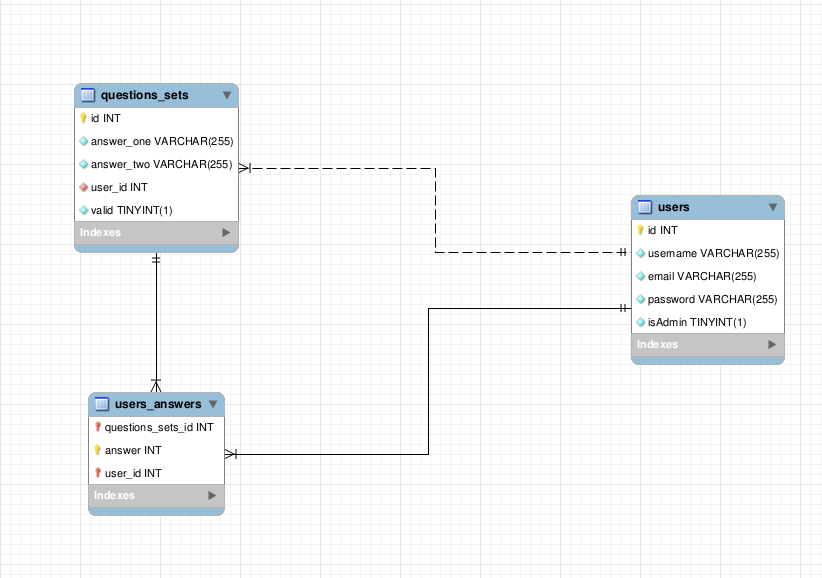 questions_sets
id INT
answer_one VARCHAR(255)
answer_two VARCHAR(255)
user_id INT
valid TINYINT(1)
Indexes
users
id INT
username VARCHAR(255)
email VARCHAR(255)
password VARCHAR(255)
isAdmin TINYINT(1)
Indexes
users_answers
questions_sets_id INT
answer INT
user_id INT
Indexes